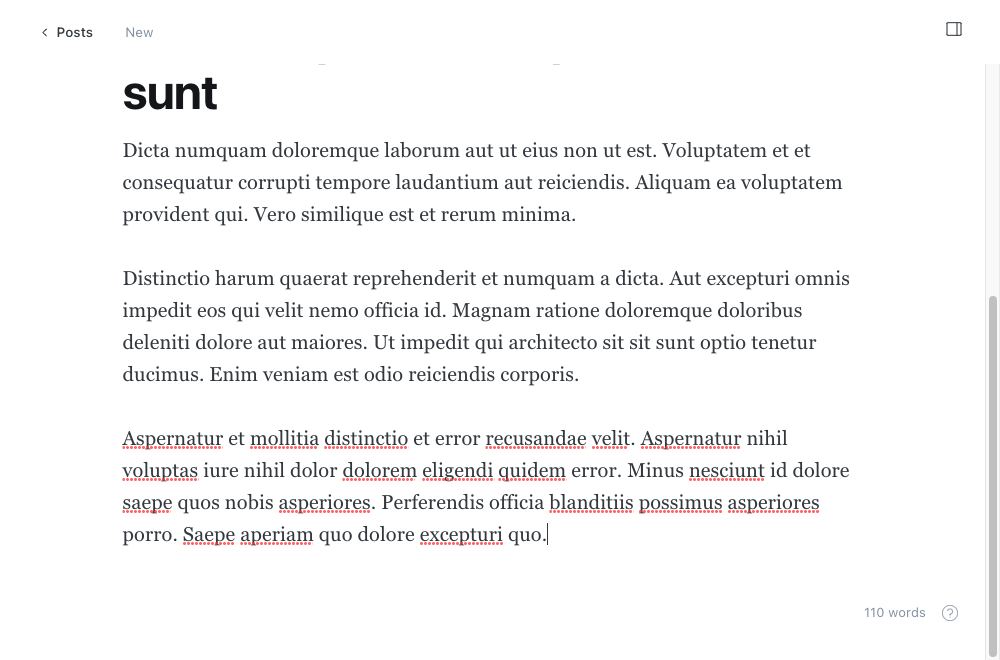 Posts New
sunt
Dicta numquam doloremque laborum aut ut eius non ut est. Voluptatem et et
consequatur corrupti tempore laudantium aut reiciendis. Aliquam ea voluptatem
provident qui. Vero similique est et rerum minima.
Distinctio harum quaerat reprehenderit et numquam a dicta. Aut excepturi omnis
impedit eos qui velit nemo officia id. Magnam ratione doloremque doloribus
deleniti dolore aut maiores. Ut impedit qui architecto sit sit sunt optio tenetur
ducimus. Enim veniam est odio reiciendis corporis.
Aspernatur et mollitia distinctio et error recusandae velit. Aspernatur nihil
voluptas iure nihil dolor dolorem eligendi quidem error. Minus nesciunt id dolore
saepe quos nobis asperiores. Perferendis officia blanditiis possimus asperiores
porro. Saepe aperiam quo dolore excepturi quo.
110 words ?